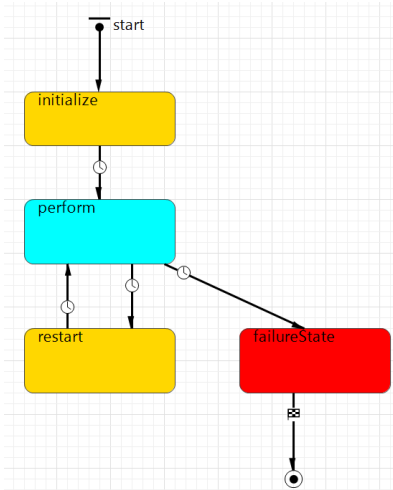 start
initialize
perform
restart
failureState